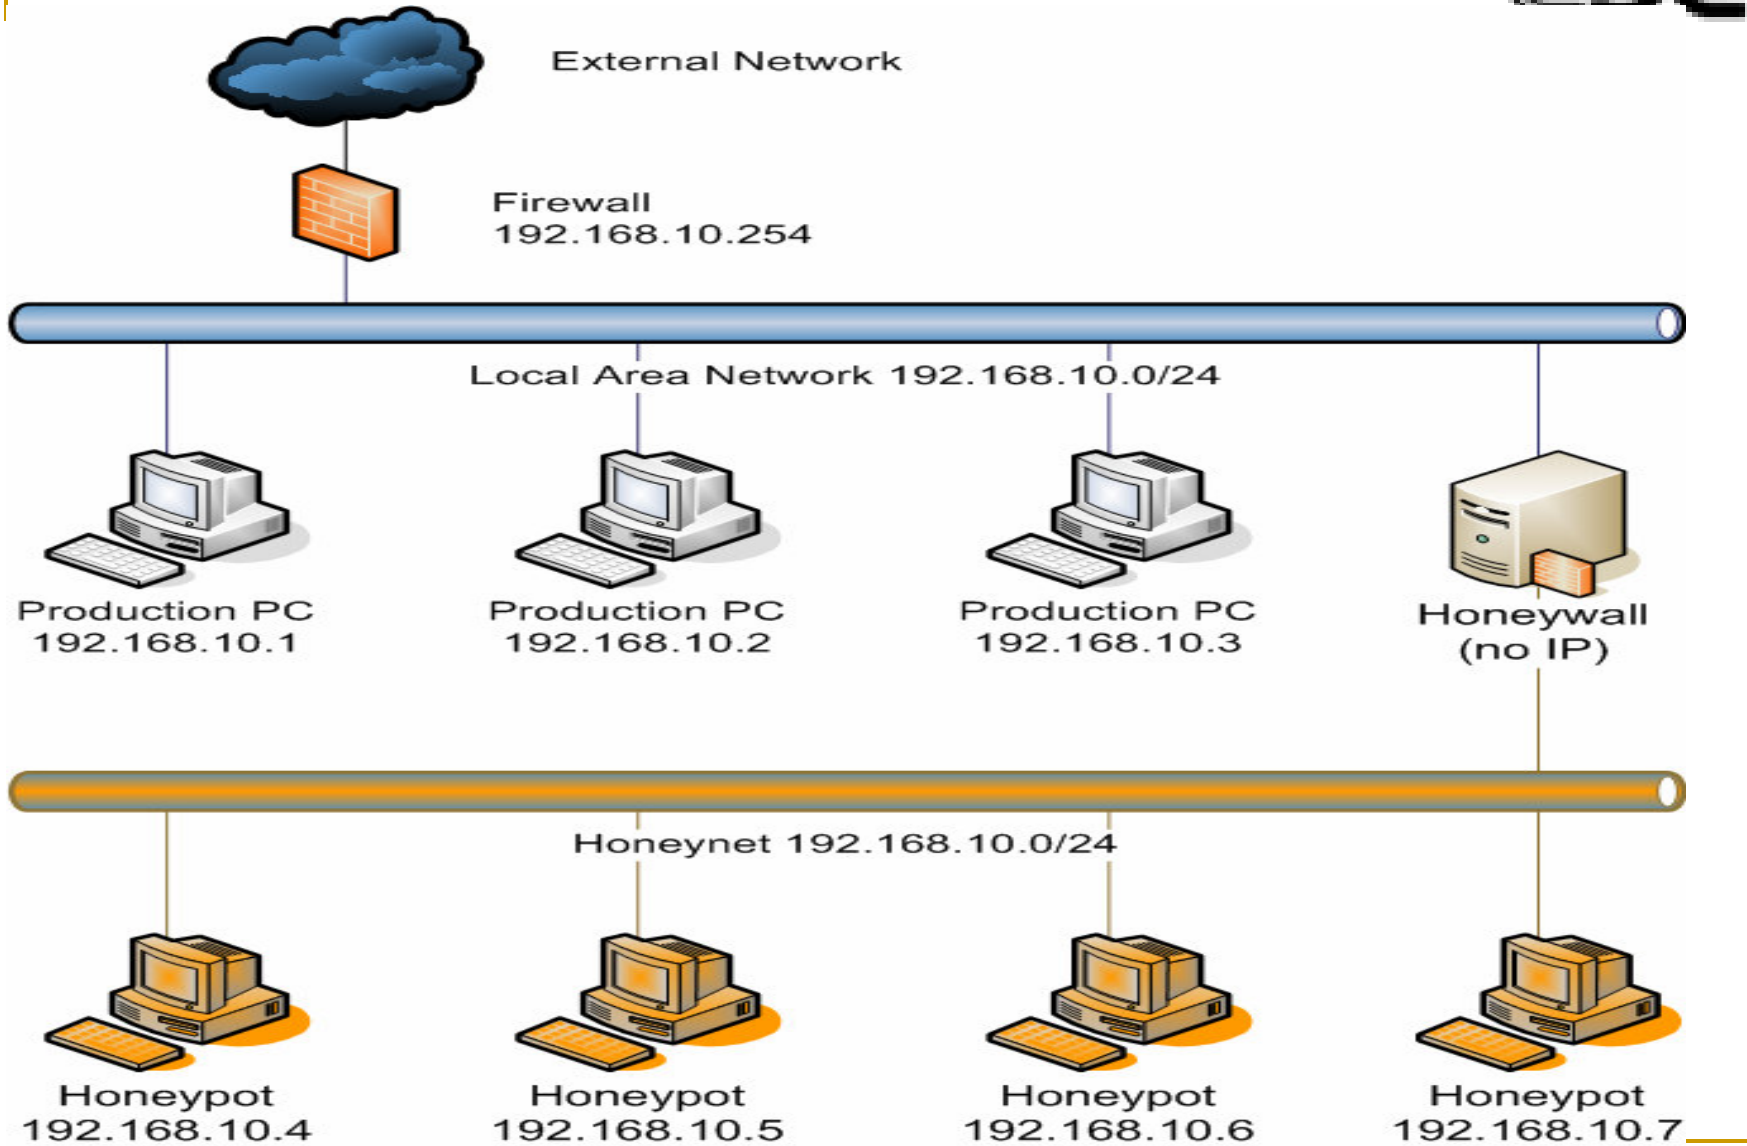 External Network
Firewall
192.168.10.254
Local Area Network 192.168.10.0/24
Production PC
192.168.10.1
Production PC
192.168.10.2
Production PC
192.168.10.3
Honeywall
(no IP)
Honeynet 192.168.10.0/24
Honeypot
192.168.10.4
Honeypot
192.168.10.5
Honeypot
192.168.10.6
Honeypot
192.168.10.7